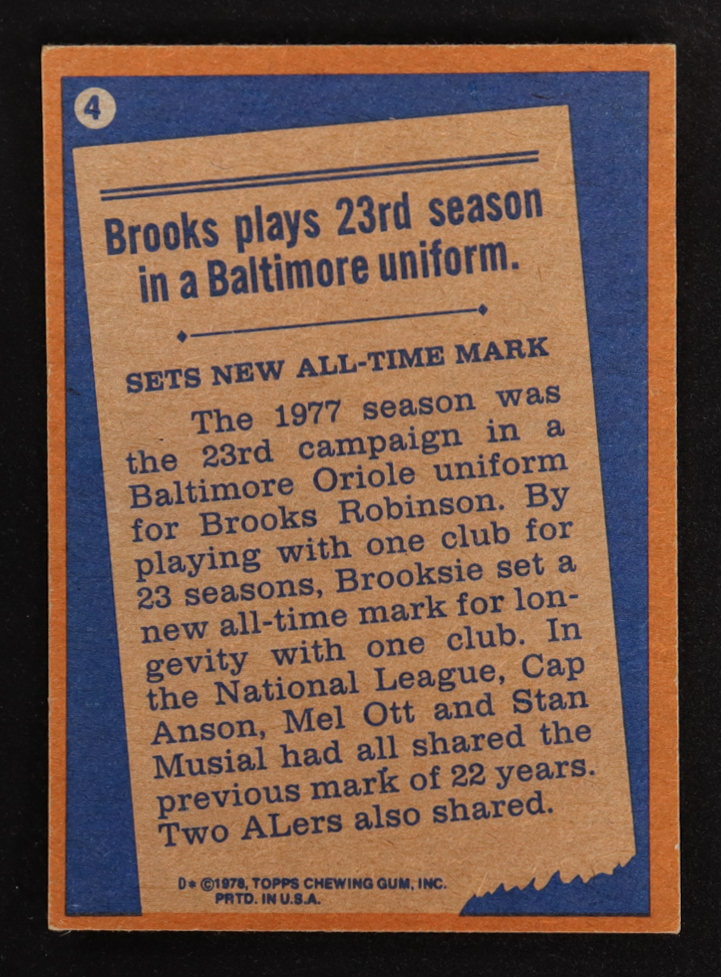 4
Brooks plays 23rd season
in a Baltimore uniform.
SETS NEW ALL-TIME MARK
The 1977 season was
the 23rd campaign in a
Baltimore Oriole uniform
for Brooks Robinson. By
playing with one club for
23 seasons, Brooksie set a
new all-time mark for lon-
gevity with one club. In
the National League, Cap
Anson, Mel Ott and Stan
Musial had all shared the
previous mark of 22 years.
Two ALers also shared.
D* ©1978, TOPPS CHEWING GUM, INC.
PRTD. IN U.S.A.